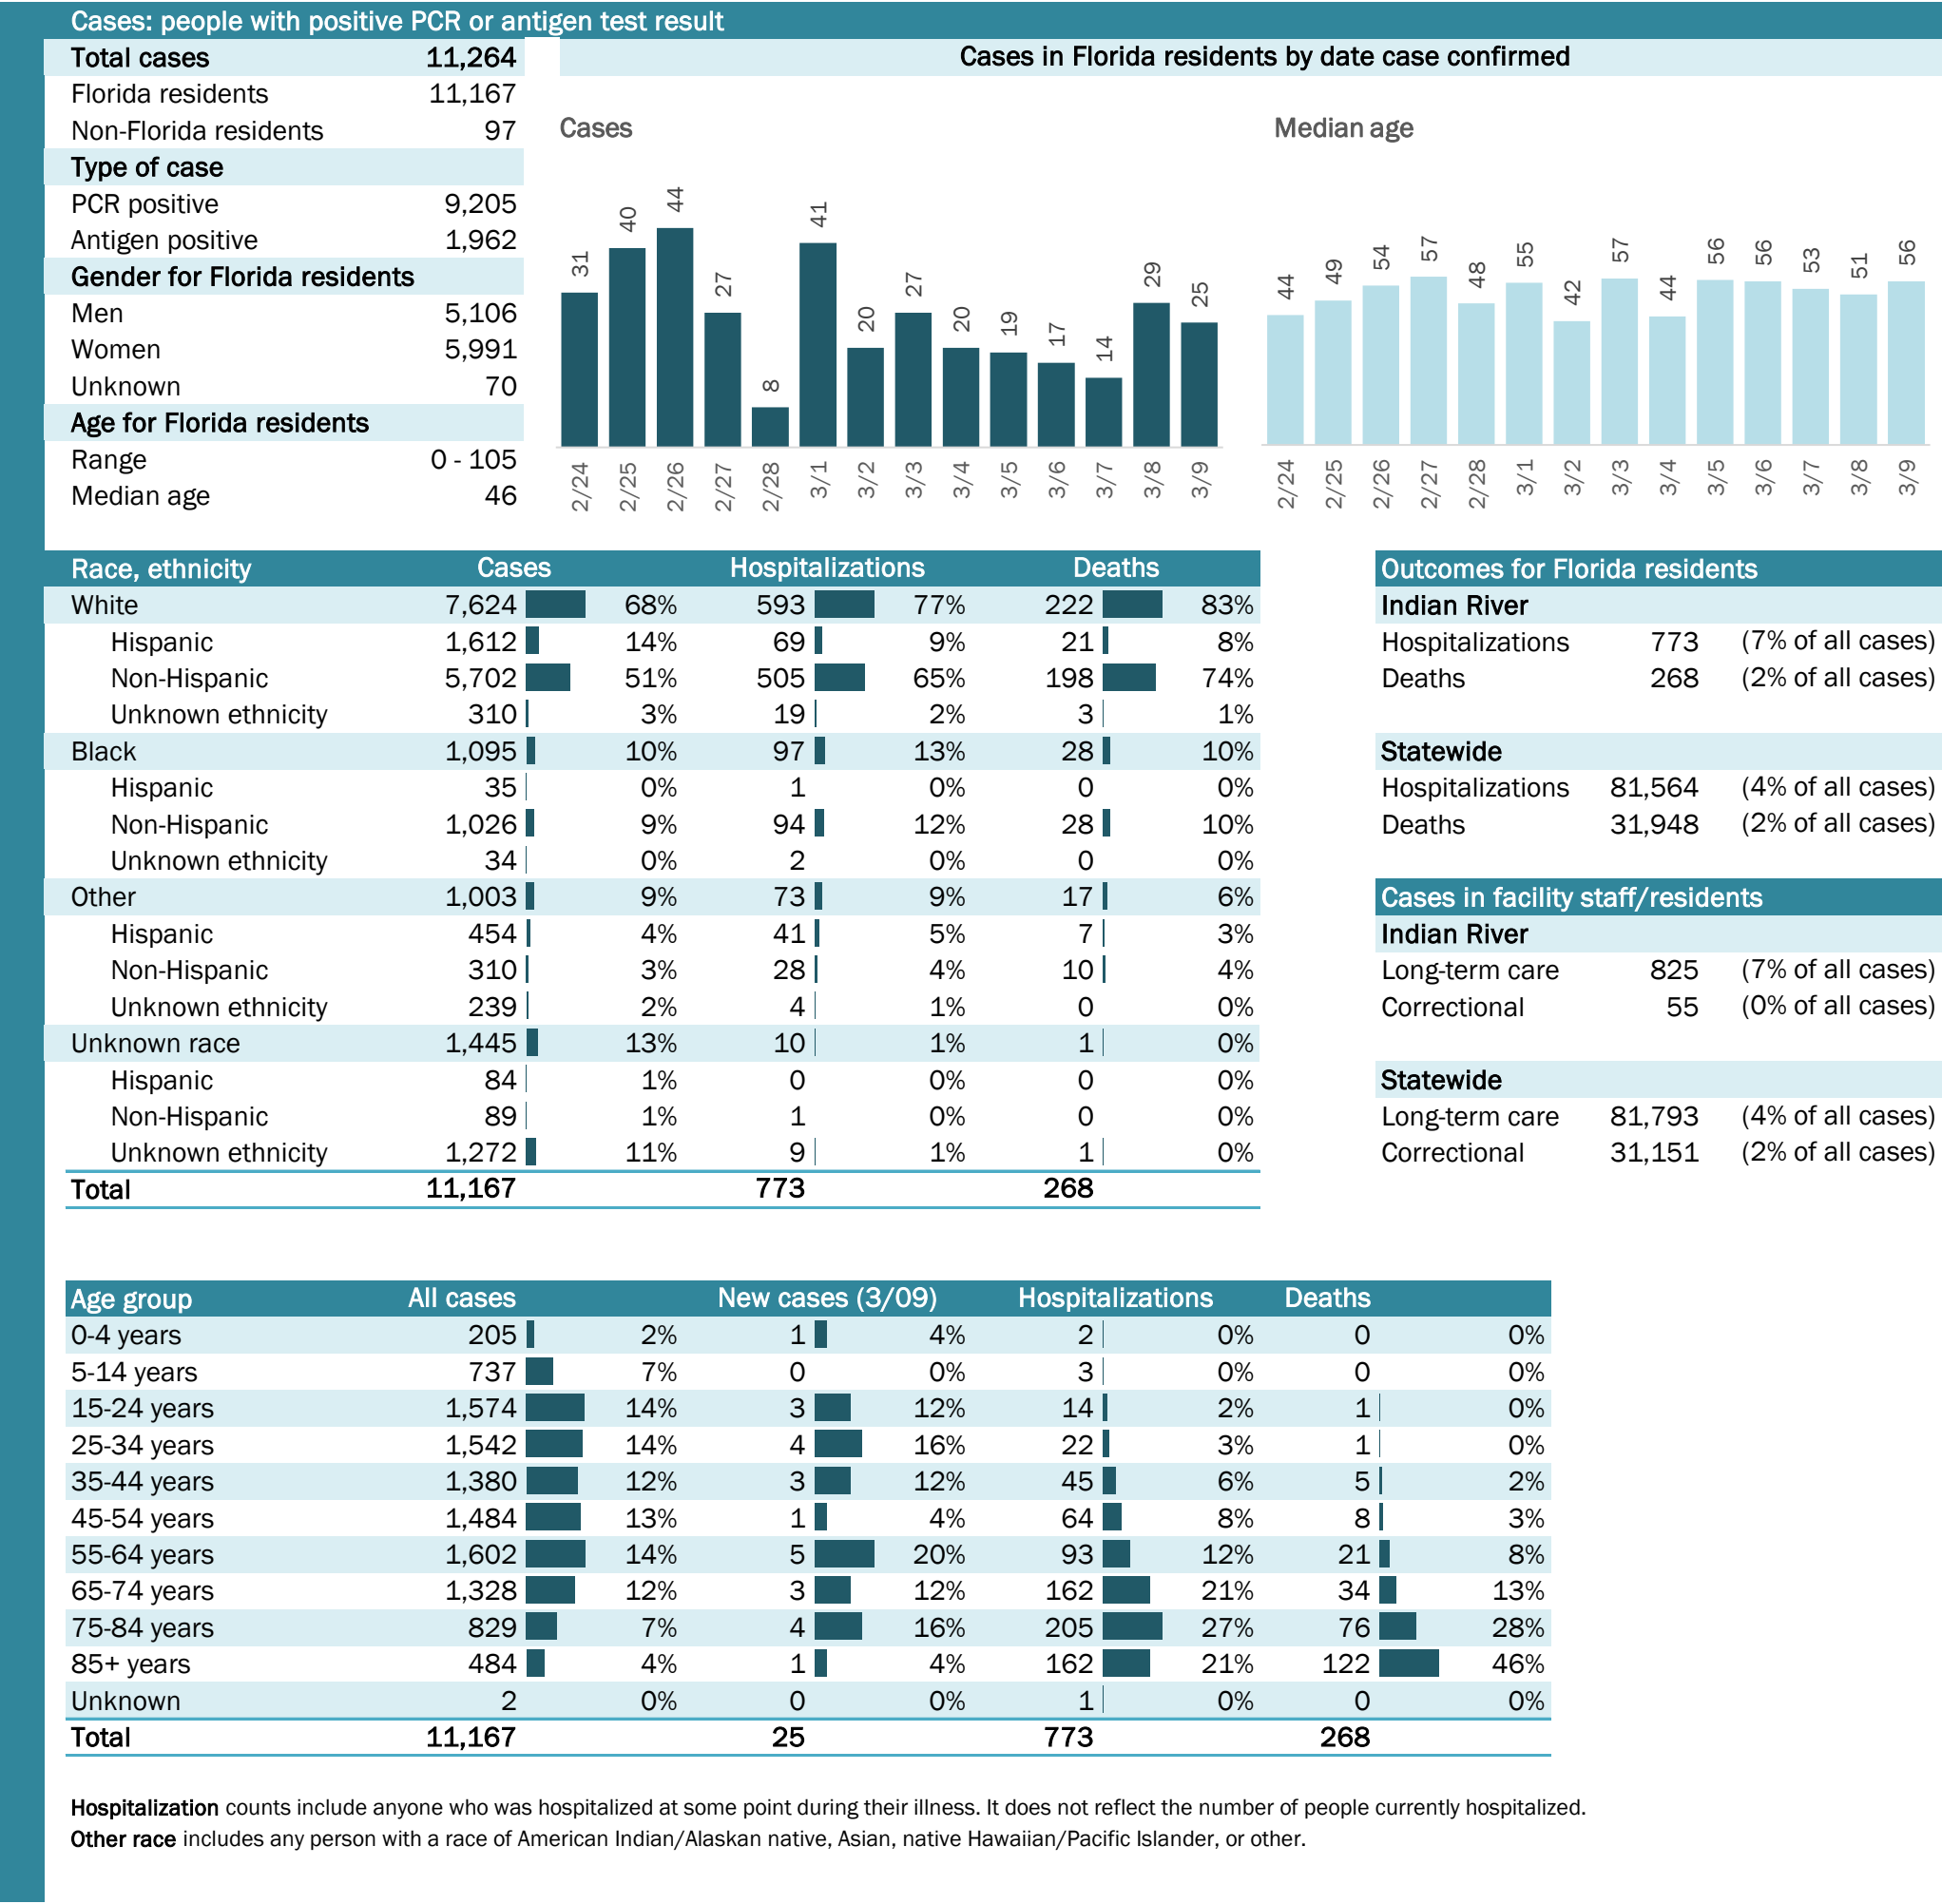 Cases: people with positive PCR or antigen test result
Total cases 11,264
Florida residents 11,167
Non-Florida residents 97
Type of case
PCR positive 9,205
Antigen positive 1,962
Gender for Florida residents
Men 5,106
Women 5,991
Unknown 70
Age for Florida residents
Range 0 - 105
Median age 46
Cases in Florida residents by date case confirmed
Cases
31 40 44 27 8 41 20 27 20 19 17 14 29 25
2/24 2/25 2/26 2/27 2/28 3/1 3/2 3/3 3/4 3/5 3/6 3/7 3/8 3/9
Median age
44 49 54 57 48 55 42 57 44 56 56 53 51 56
2/24 2/25 2/26 2/27 2/28 3/1 3/2 3/3 3/4 3/5 3/6 3/7 3/8 3/9
Race, ethnicity Cases Hospitalizations Deaths
White 7,624 68% 593 77% 222 83%
Hispanic 1,612 14% 69 9% 21 8%
Non-Hispanic 5,702 51% 505 65% 198 74%
Unknown ethnicity 310 3% 19 2% 3 1%
Black 1,095 10% 97 13% 28 10%
Hispanic 35 0% 1 0% 0 0%
Non-Hispanic 1,026 9% 94 12% 28 10%
Unknown ethnicity 34 0% 2 0% 0 0%
Other 1,003 9% 73 9% 17 6%
Hispanic 454 4% 41 5% 7 3%
Non-Hispanic 310 3% 28 4% 10 4%
Unknown ethnicity 239 2% 4 1% 0 0%
Unknown race 1,445 13% 10 1% 1 0%
Hispanic 84 1% 0 0% 0 0%
Non-Hispanic 89 1% 1 0% 0 0%
Unknown ethnicity 1,272 11% 9 1% 1 0%
Total 11,167 773 268
Outcomes for Florida residents
Indian River
Hospitalizations 773 (7% of all cases)
Deaths 268 (2% of all cases)
Statewide
Hospitalizations 81,564 (4% of all cases)
Deaths 31,948 (2% of all cases)
Cases in facility staff/residents
Indian River
Long-term care 825 (7% of all cases)
Correctional 55 (0% of all cases)
Statewide
Long-term care 81,793 (4% of all cases)
Correctional 31,151 (2% of all cases)
Age group All cases New cases (3/09) Hospitalizations Deaths
0-4 years 205 2% 1 4% 2 0% 0 0%
5-14 years 737 7% 0 0% 3 0% 0 0%
15-24 years 1,574 14% 3 12% 14 2% 1 0%
25-34 years 1,542 14% 4 16% 22 3% 1 0%
35-44 years 1,380 12% 3 12% 45 6% 5 2%
45-54 years 1,484 13% 1 4% 64 8% 8 3%
55-64 years 1,602 14% 5 20% 93 12% 21 8%
65-74 years 1,328 12% 3 12% 162 21% 34 13%
75-84 years 829 7% 4 16% 205 27% 76 28%
85+ years 484 4% 1 4% 162 21% 122 46%
Unknown 2 0% 0 0% 1 0% 0 0%
Total 11,167 25 773 268
Hospitalization counts include anyone who was hospitalized at some point during their illness. It does not reflect the number of people currently hospitalized.
Other race includes any person with a race of American Indian/Alaskan native, Asian, native Hawaiian/Pacific Islander, or other.